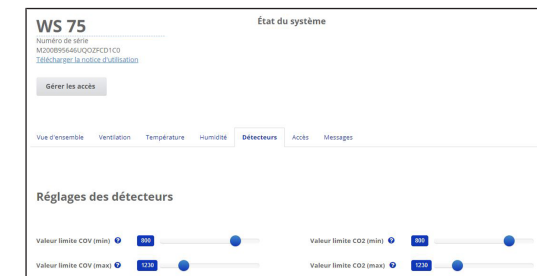 WS 75
État du système
Numéro de série
M200B95646UQOZFCD1C0
Télécharger la notice d'utilisation
Gérer les accès
Vue d'ensemble Ventilation Température Humidité Détecteurs Accès Messages
Réglages des détecteurs
Valeur limite COV (min) ? 800 Valeur limite CO2 (min) ? 800
Valeur limite COV (max) ? 1230 Valeur limite CO2 (max) ? 1230